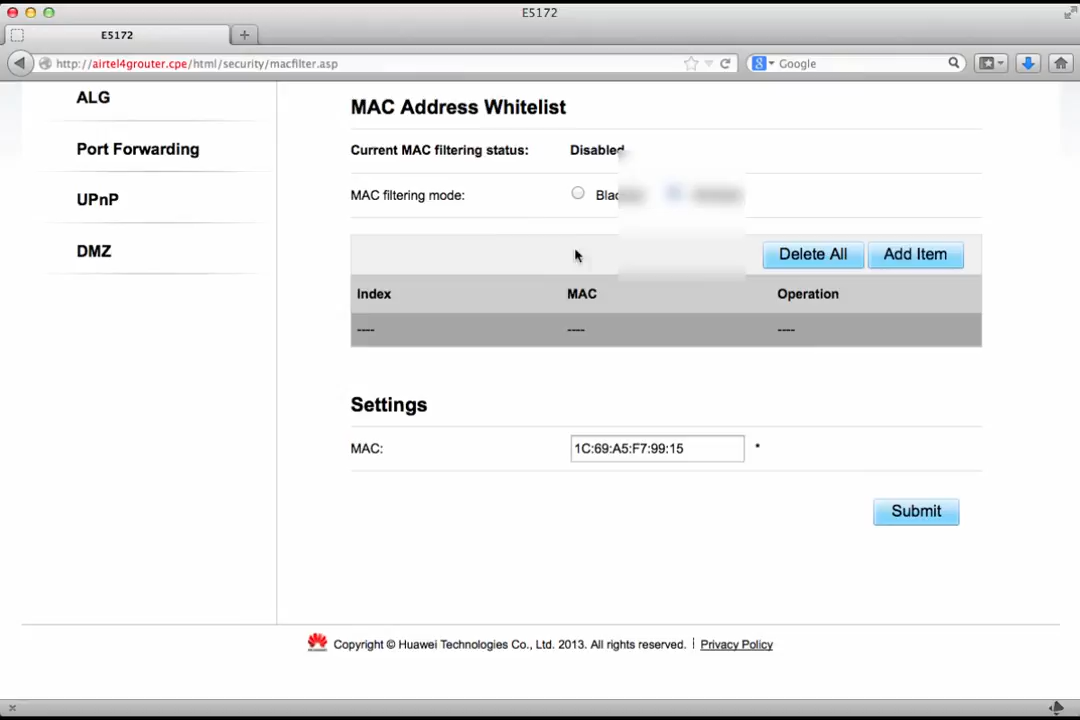 E5172
E5172
http://airtel4grouter.cpe/html/security/macfilter.asp
Google
ALG
Port Forwarding
UPnP
DMZ
MAC Address Whitelist
Current MAC filtering status: Disabled
MAC filtering mode:
Delete All Add Item
Index MAC Operation
---- ---- ----
Settings
MAC: 1C:69:A5:F7:99:15 *
Submit
Copyright © Huawei Technologies Co., Ltd. 2013. All rights reserved. | Privacy Policy